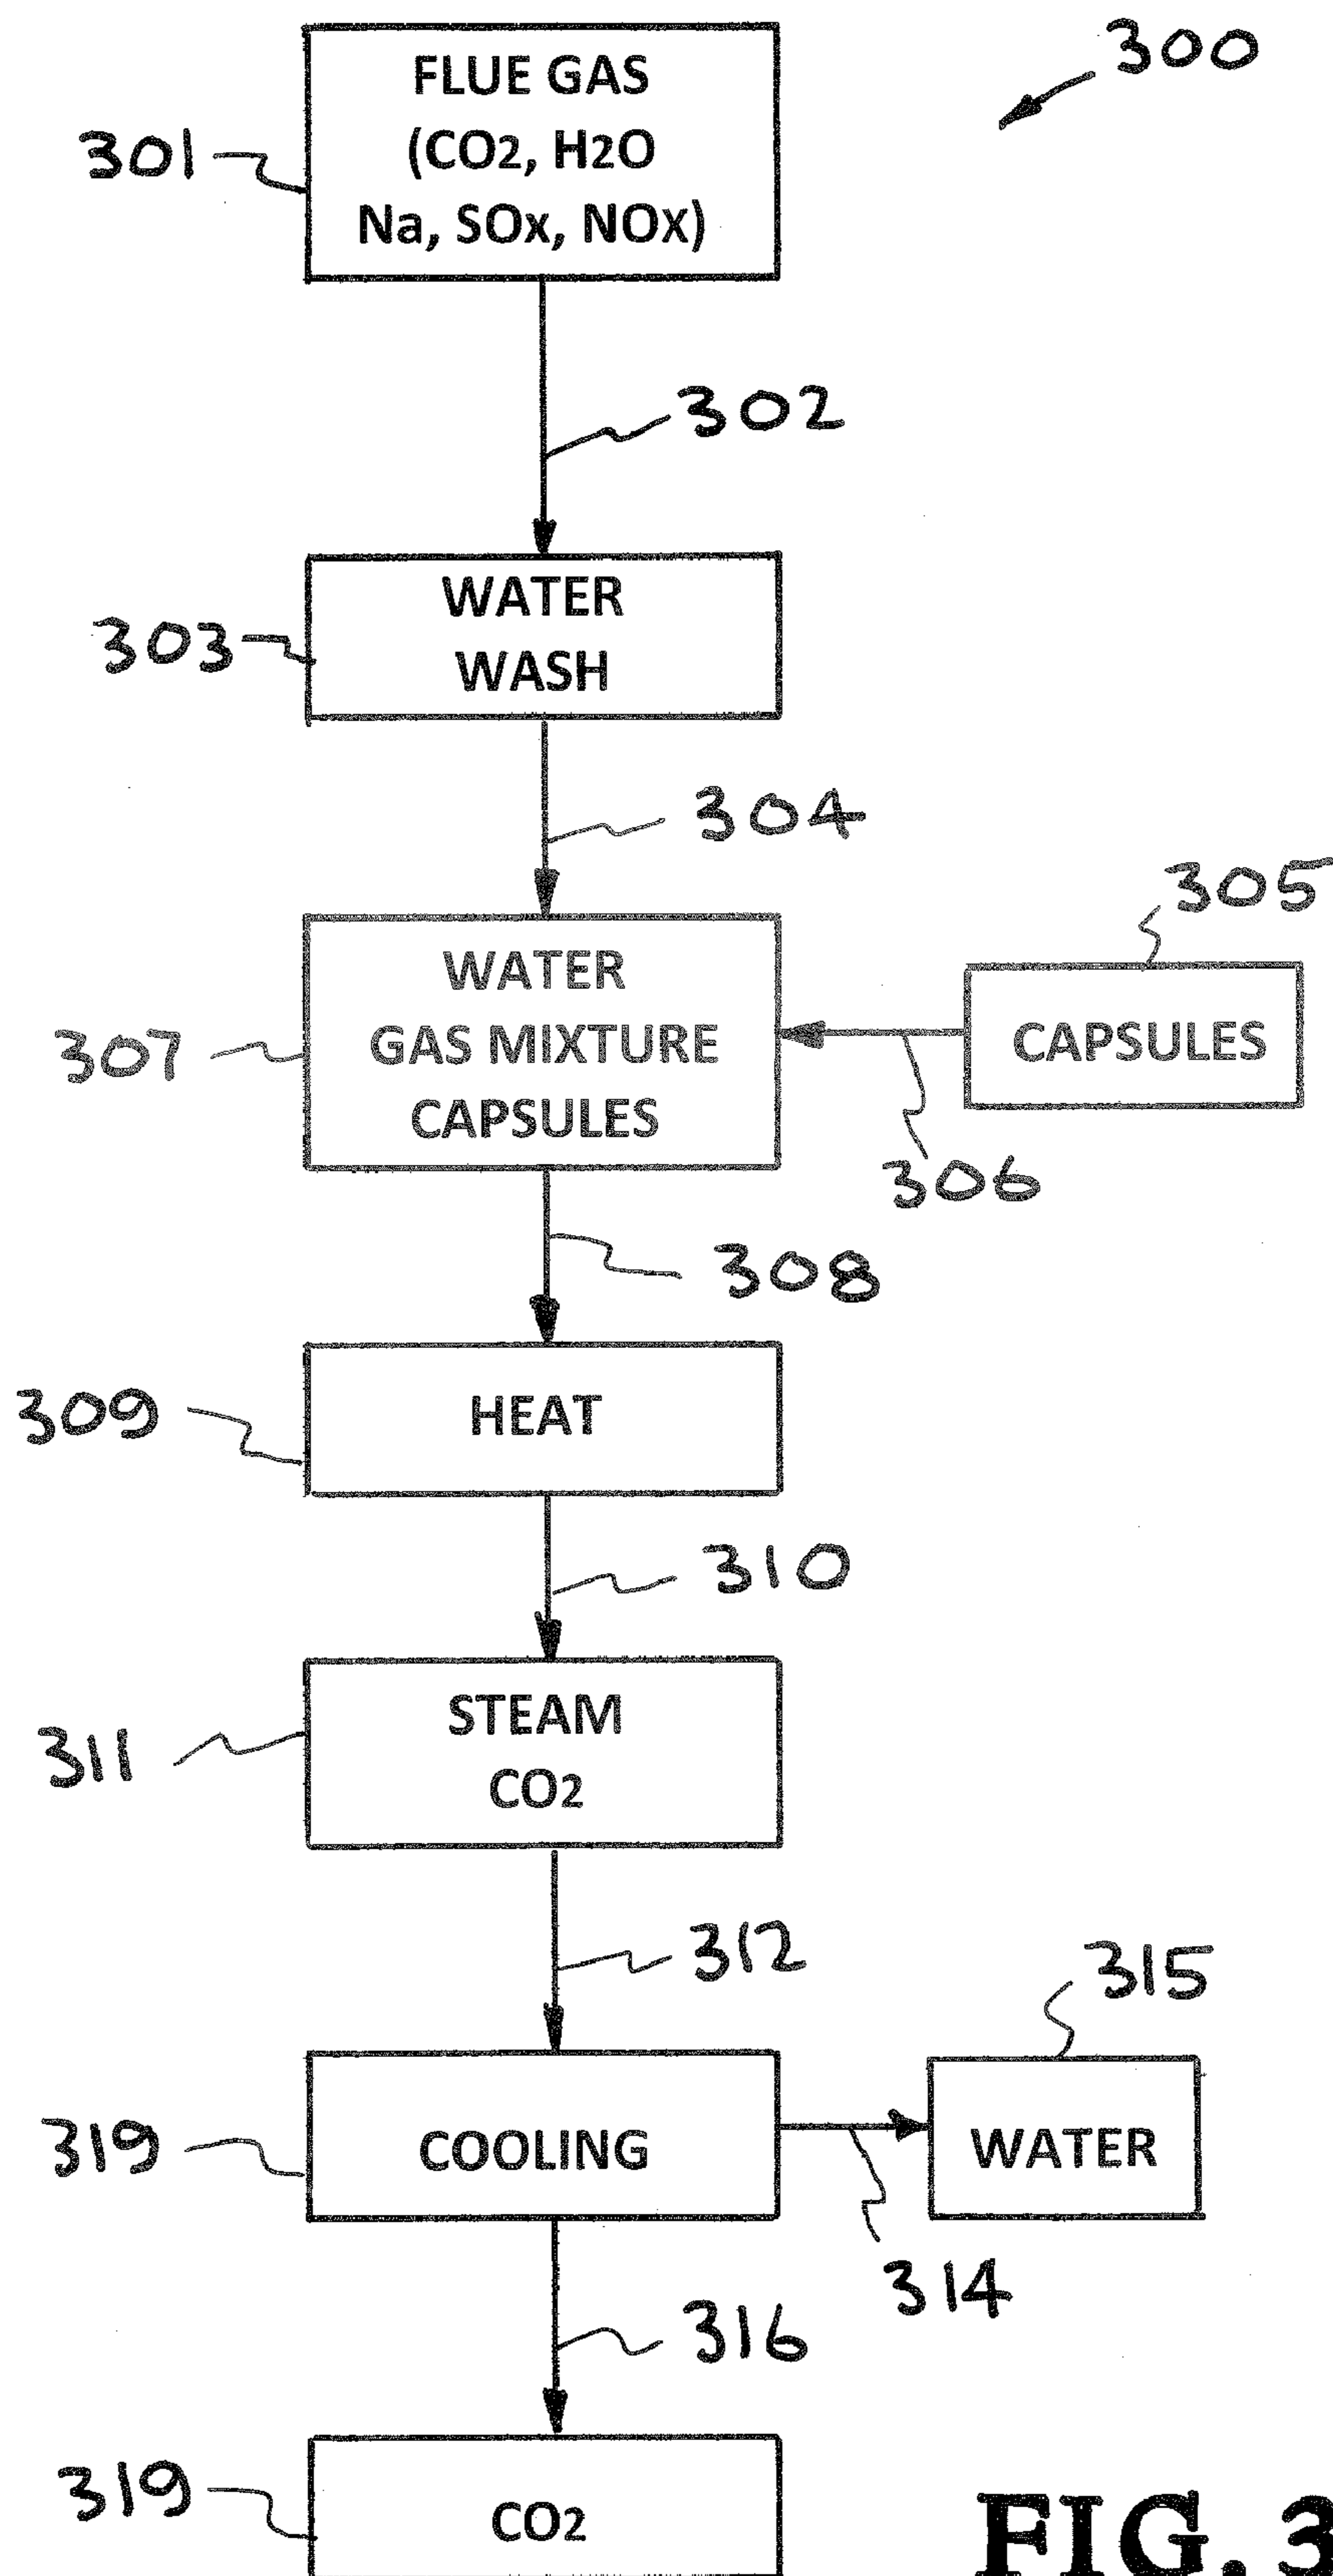 300
FLUE GAS
(CO2, H2O
Na, SOx, NOx)
301
302
WATER
WASH
303
304
305
WATER
GAS MIXTURE
CAPSULES
307
CAPSULES
306
308
HEAT
309
310
STEAM
CO2
311
312
315
COOLING
319
WATER
314
316
CO2
319
FIG. 3